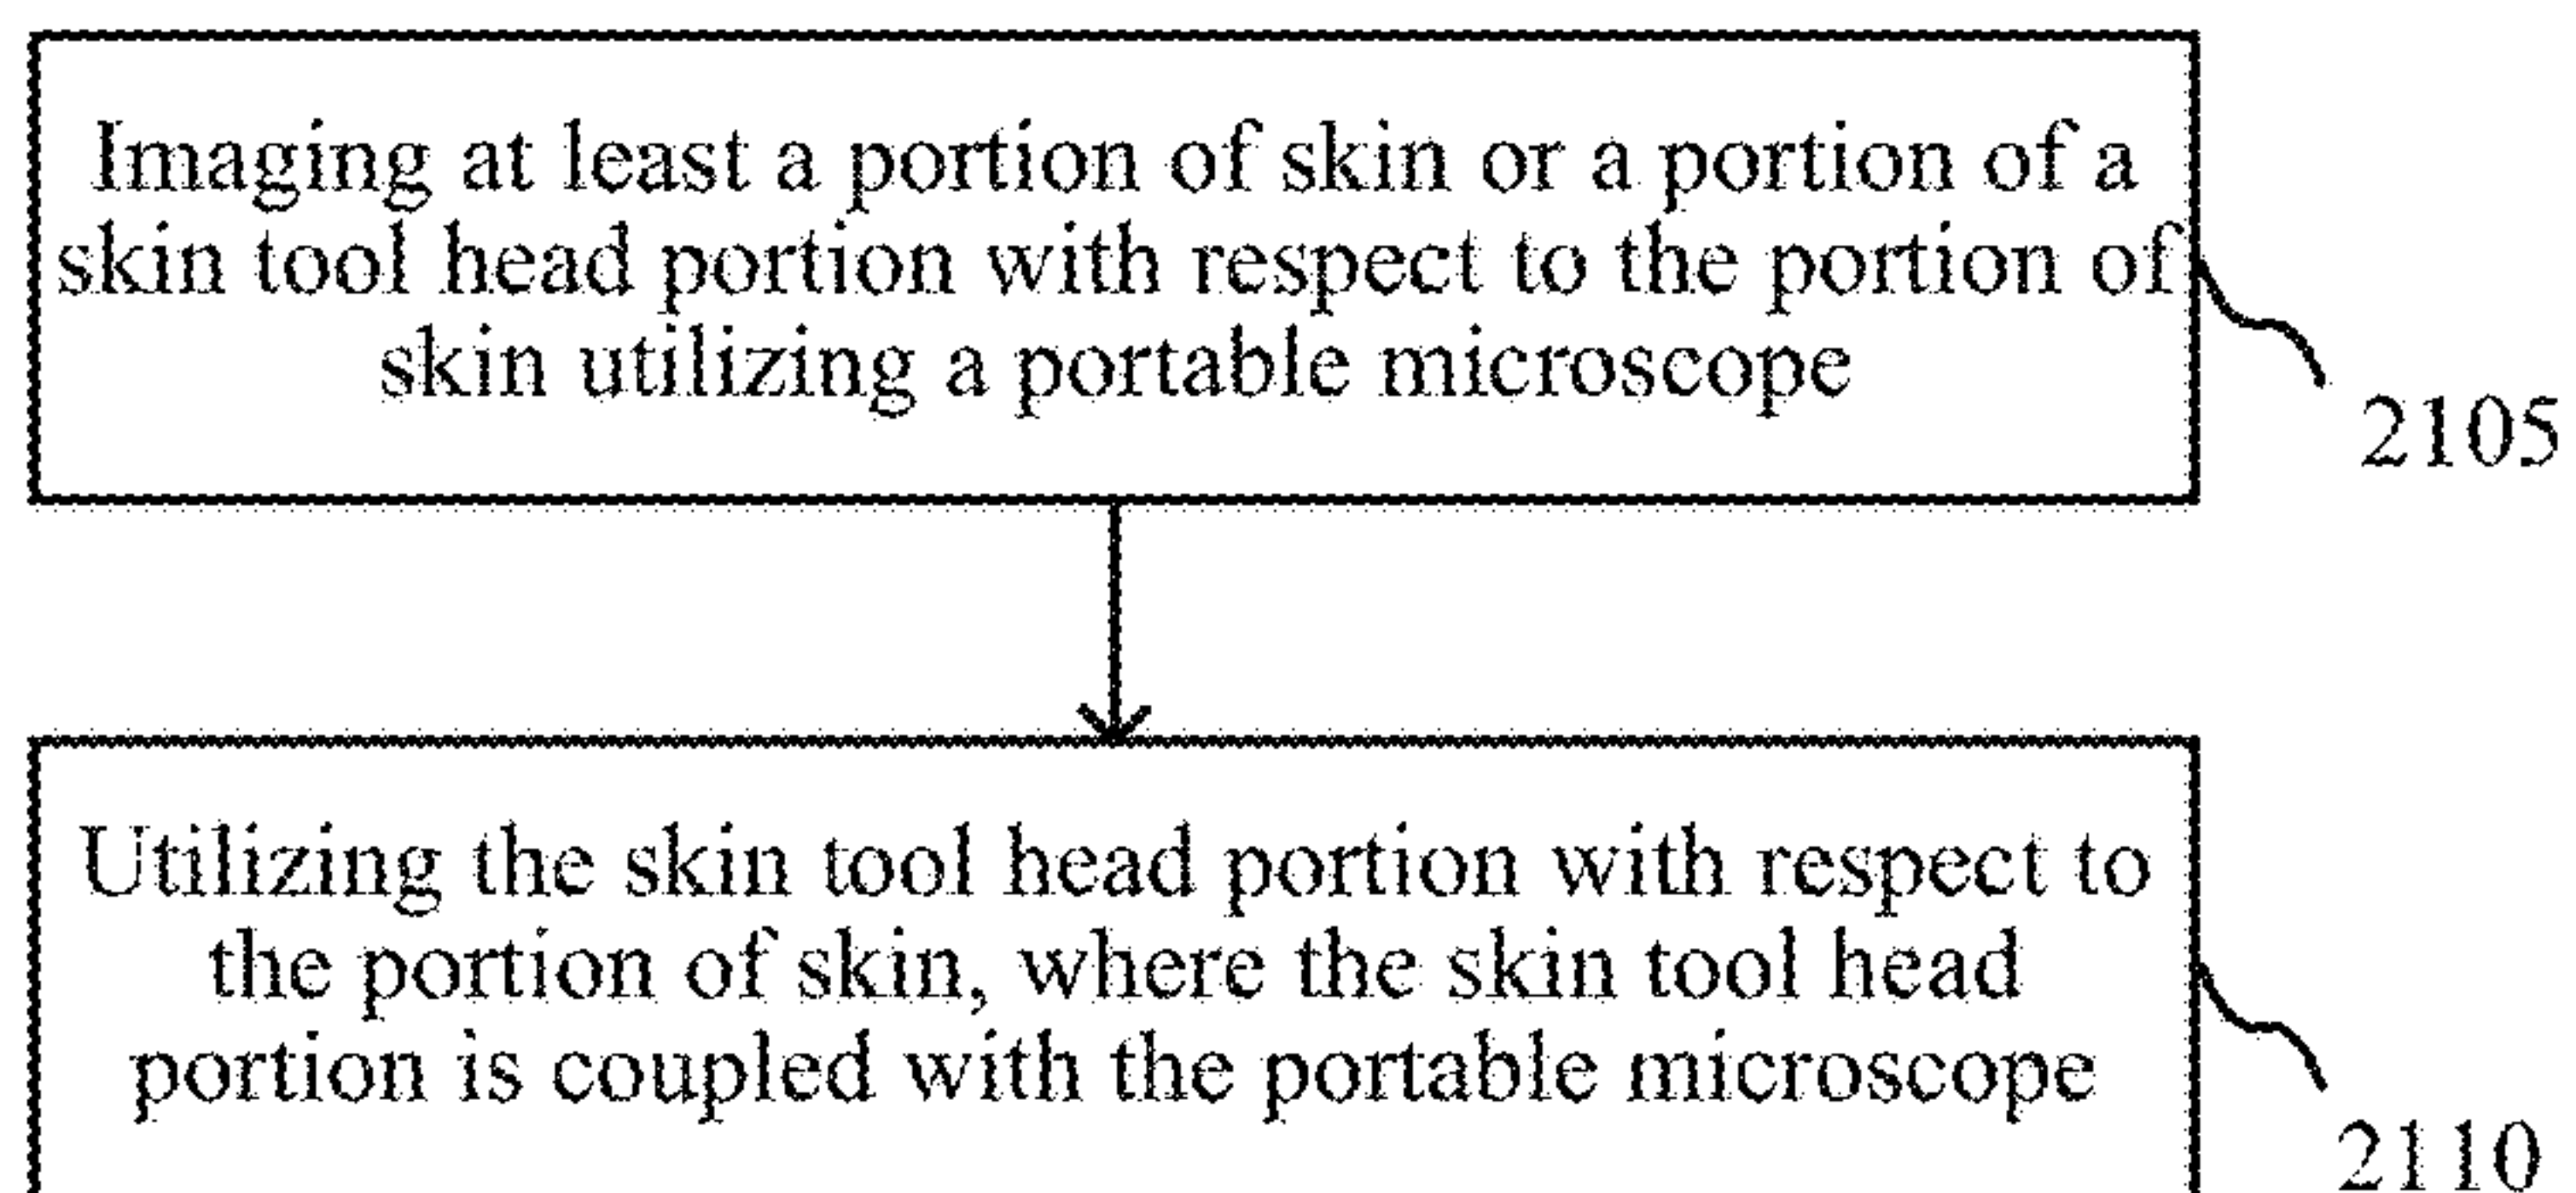 Imaging at least a portion of skin or a portion of a
skin tool head portion with respect to the portion of
skin utilizing a portable microscope
2105
Utilizing the skin tool head portion with respect to
the portion of skin, where the skin tool head
portion is coupled with the portable microscope
2110